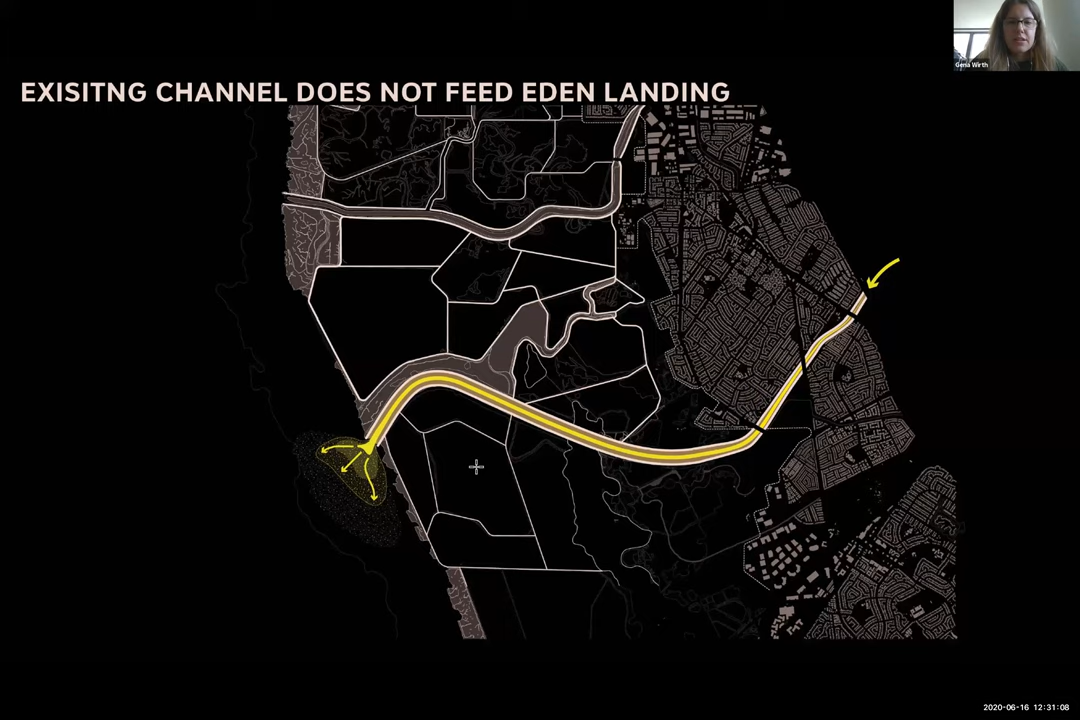 Gena Wirth
EXISITNG CHANNEL DOES NOT FEED EDEN LANDING
2020-06-16 12:31:08